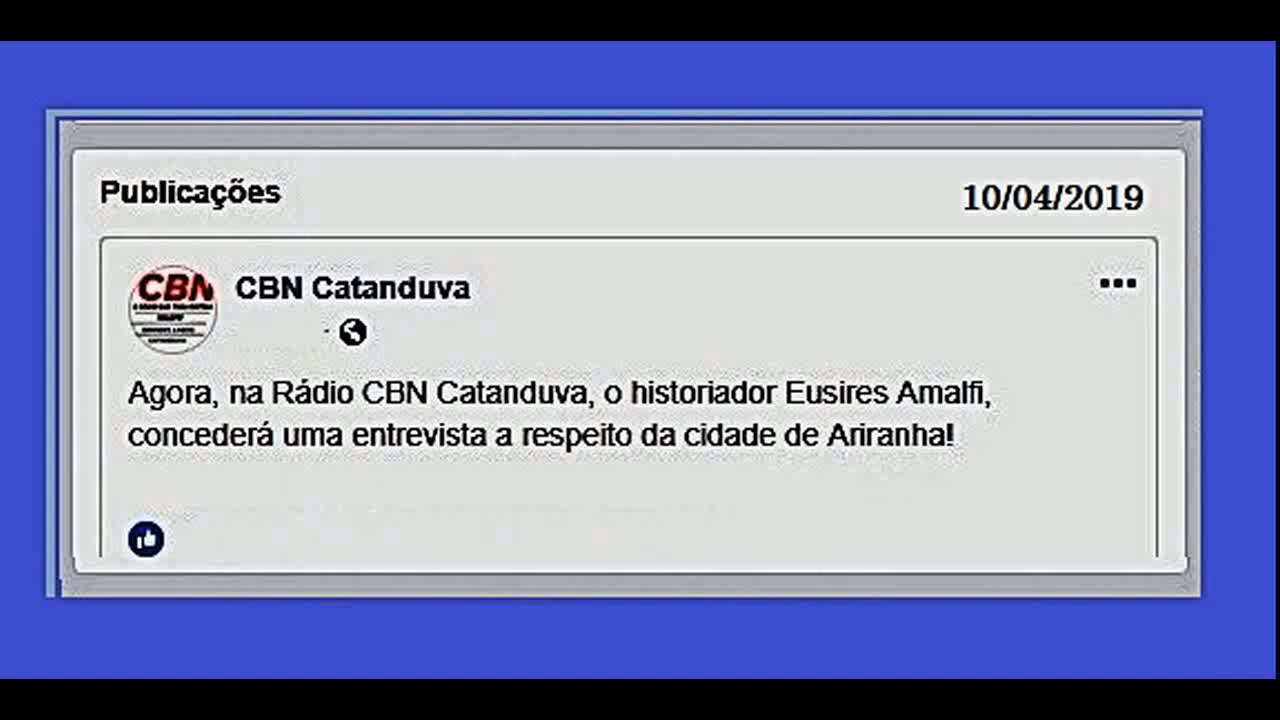 Publicações
10/04/2019
CBN
CBN Catanduva
Agora, na Rádio CBN Catanduva, o historiador Eusires Amalfi,
concederá uma entrevista a respeito da cidade de Ariranha!